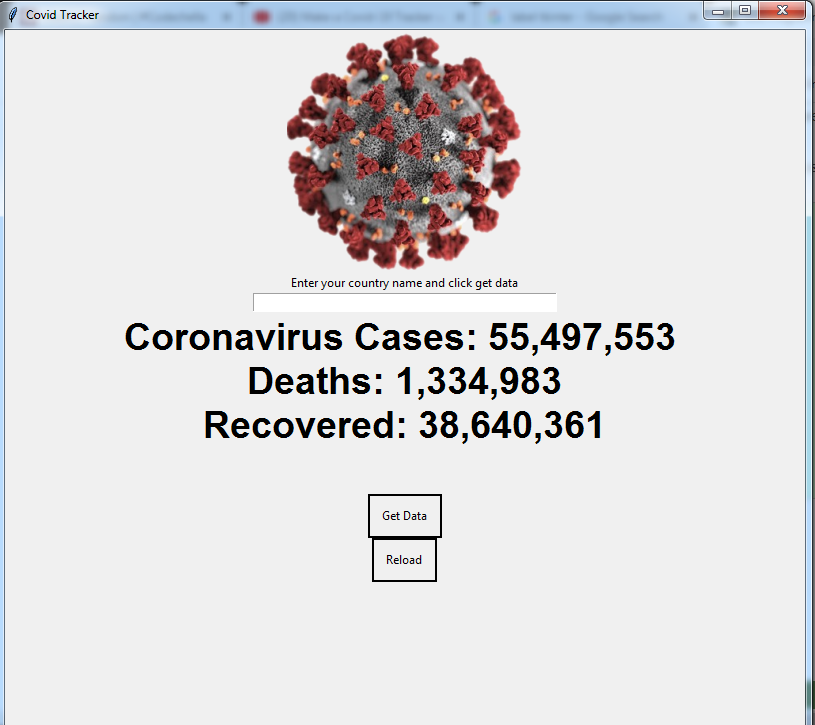 Covid Tracker
Enter your country name and click get data
Coronavirus Cases: 55,497,553
Deaths: 1,334,983
Recovered: 38,640,361
Get Data
Reload